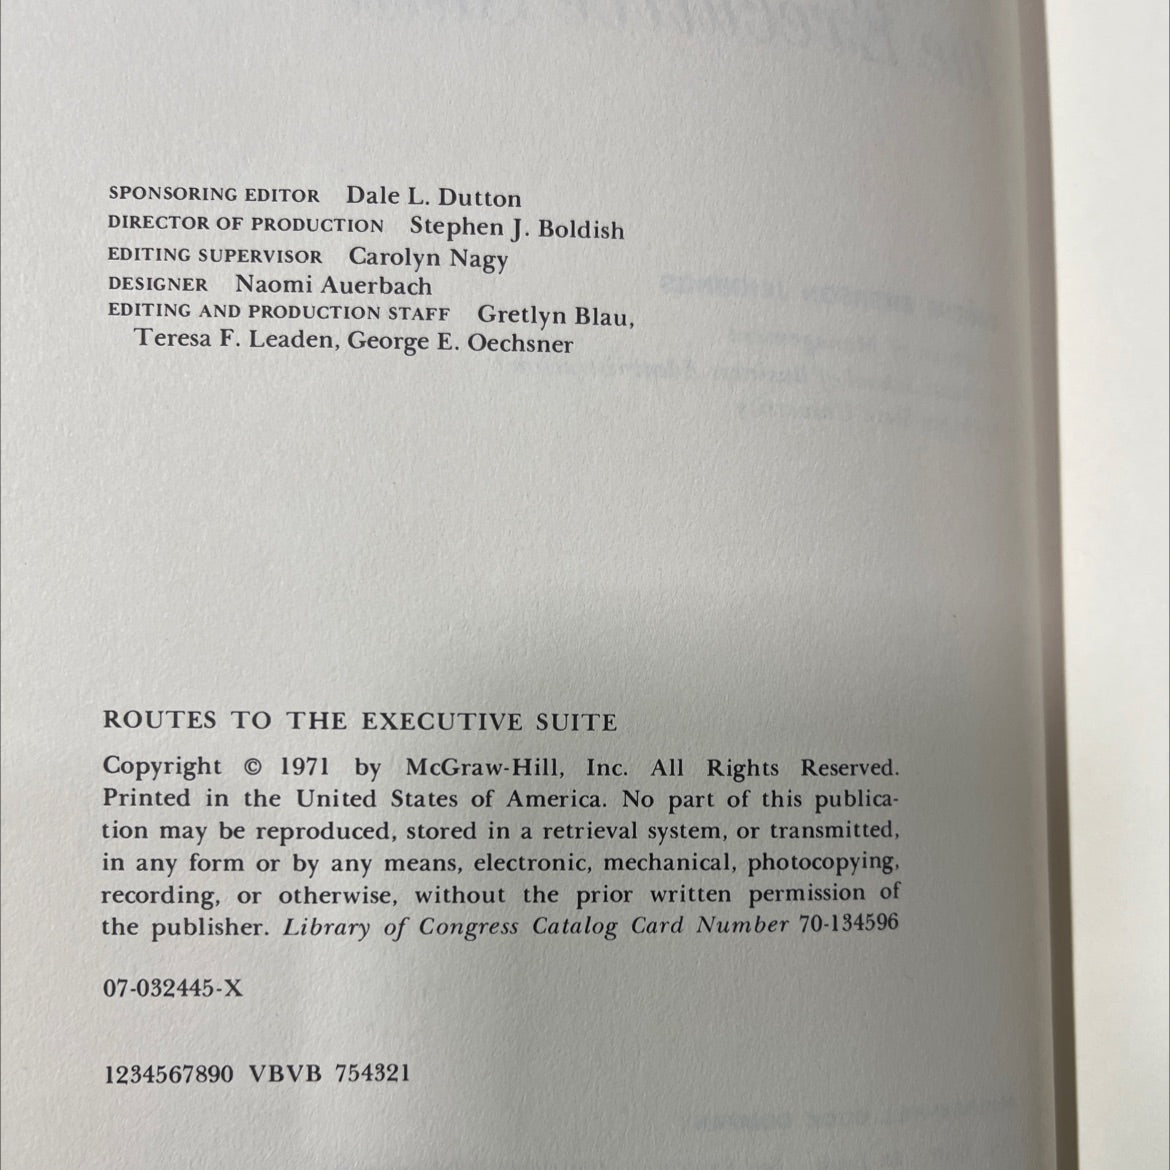 SPONSORING EDITOR Dale L. Dutton
DIRECTOR OF PRODUCTION Stephen J. Boldish
EDITING SUPERVISOR Carolyn Nagy
DESIGNER Naomi Auerbach
EDITING AND PRODUCTION STAFF Gretlyn Blau,
Teresa F. Leaden, George E. Oechsner
ROUTES TO THE EXECUTIVE SUITE
Copyright © 1971 by McGraw-Hill, Inc. All Rights Reserved.
Printed in the United States of America. No part of this publica-
tion may be reproduced, stored in a retrieval system, or transmitted,
in any form or by any means, electronic, mechanical, photocopying,
recording, or otherwise, without the prior written permission of
the publisher. Library of Congress Catalog Card Number 70-134596
07-032445-X
1234567890 VBVB 754321